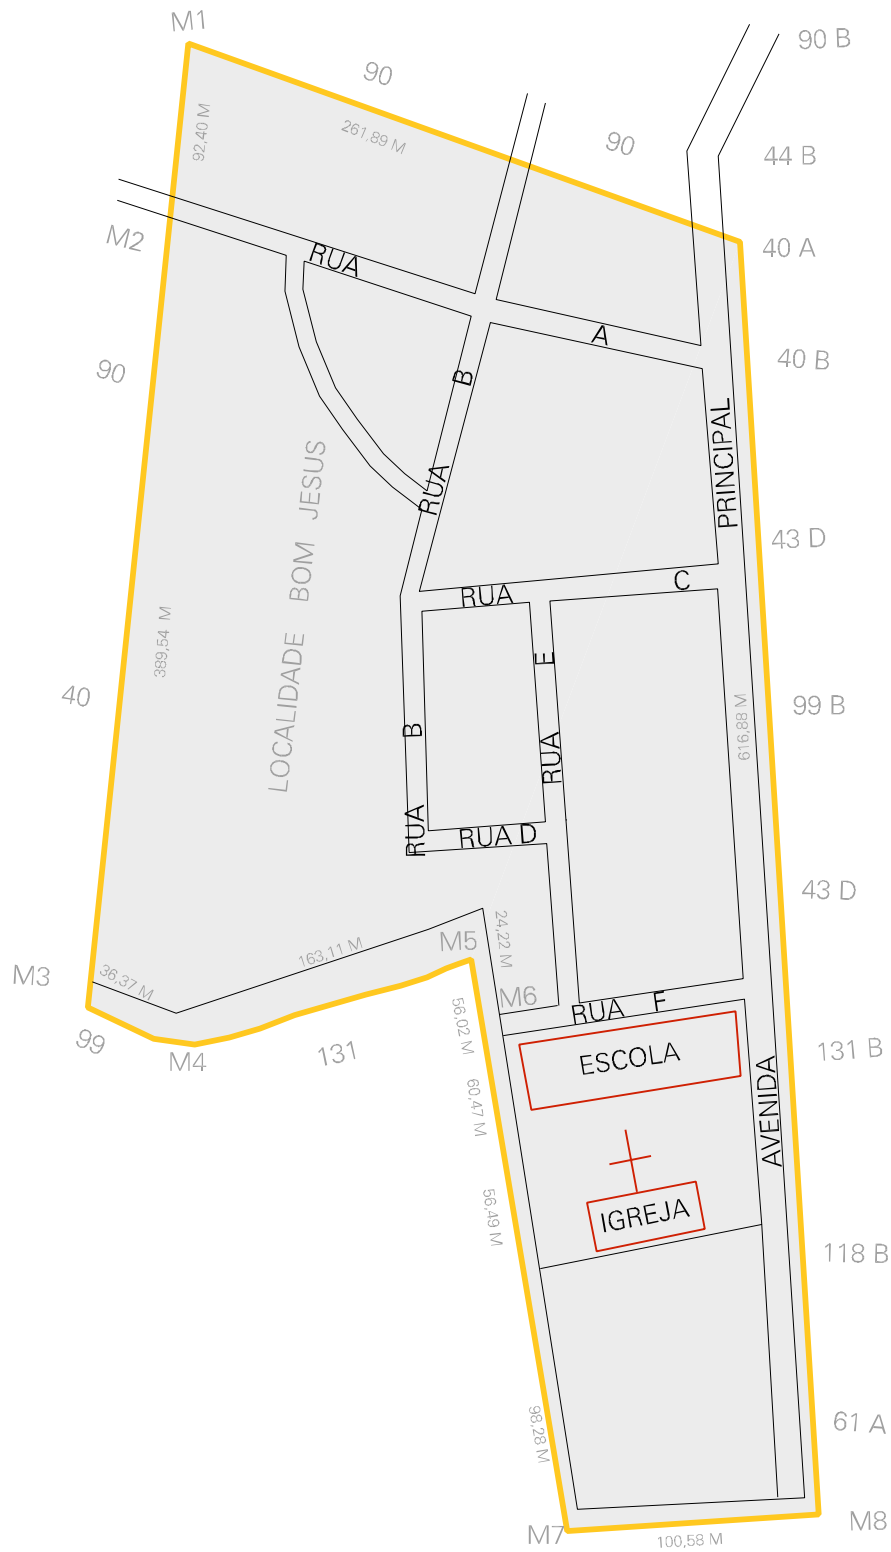 M1
90 B
90
92,40 M
261,89 M
90
44 B
M2
40 A
RUA
A
90
B
40 B
PRINCIPAL
RUA
LOCALIDADE BOM JESUS
43 D
RUA
C
389,54 M
E
40
99 B
B
RUA
616,88 M
RUA
RUA D
43 D
24,22 M
M5
163,11 M
M3
36,37 M
M6
RUA F
56,02 M
99
M4
131
ESCOLA
131 B
60,47 M
AVENIDA
56,49 M
IGREJA
118 B
98,28 M
61 A
M7
100,58 M
M8